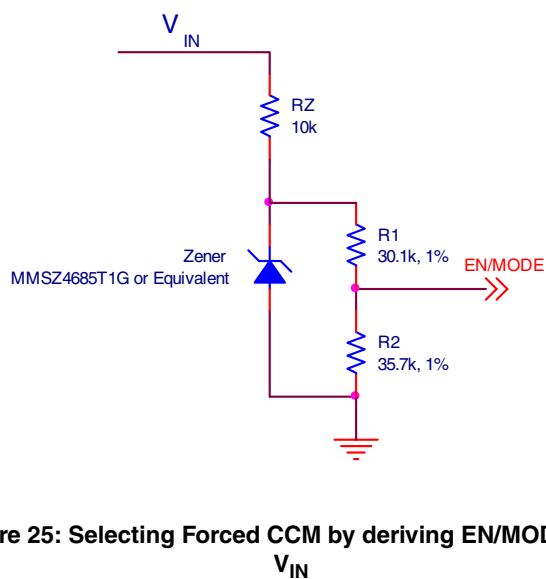 V IN
RZ
10k
Zener
MMSZ4685T1G or Equivalent
R1
30.1k, 1%
EN/MODE
R2
35.7k, 1%
re 25: Selecting Forced CCM by deriving EN/MOD
VIN